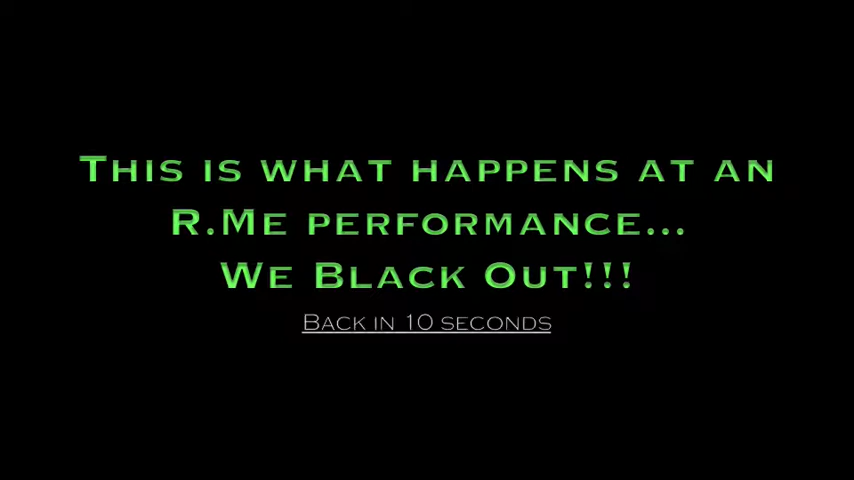 This is what happens at an
R.Me performance...
We Black Out!!!
Back in 10 seconds